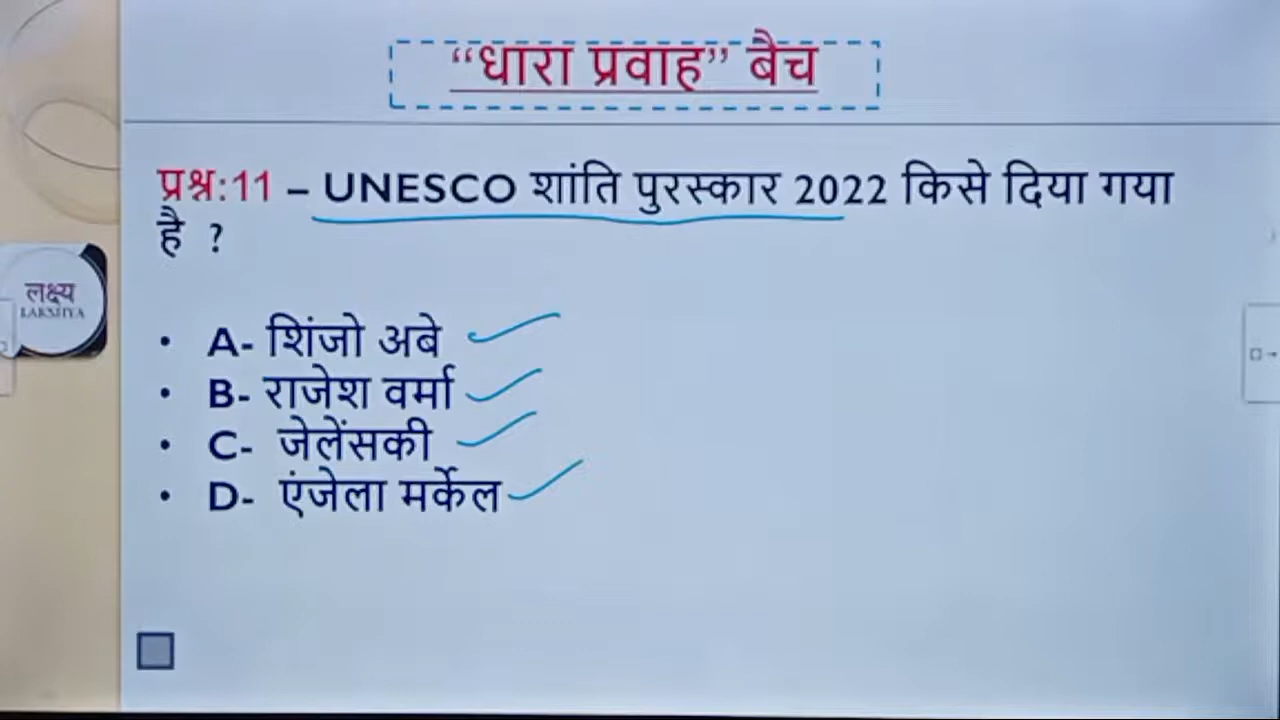 “धारा प्रवाह” बैच
प्रश्न:11 – UNESCO शांति पुरस्कार 2022 किसे दिया गया
है ?
लक्ष्य
LAKSHYA
• A- शिंजो अबे
• B- राजेश वर्मा
• C- जेलेंसकी
• D- एंजेला मर्केल